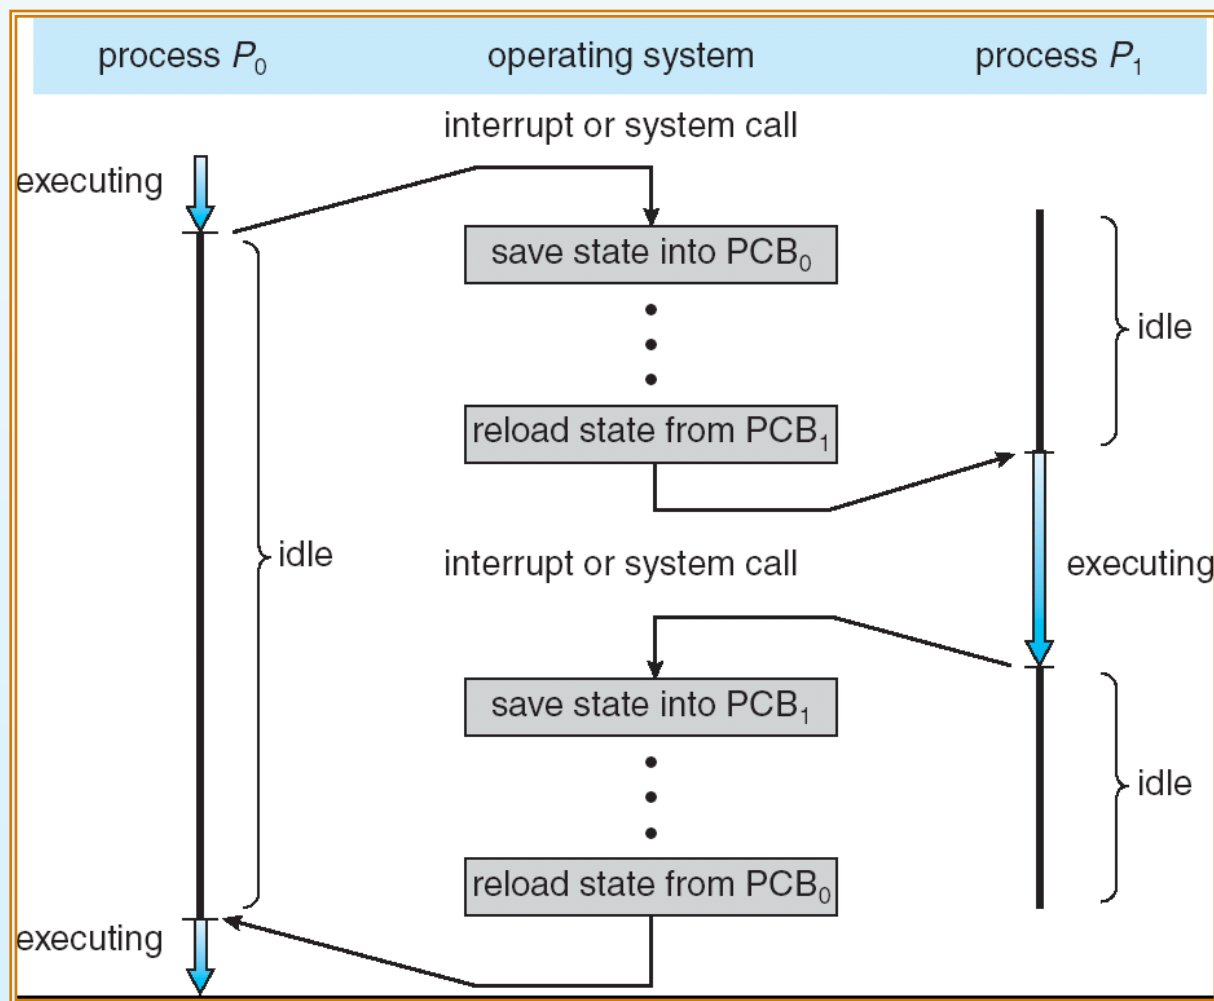 process P₀ operating system process P₁
interrupt or system call
executing
save state into PCB₀
idle
reload state from PCB₁
idle
interrupt or system call
executing
save state into PCB₁
idle
reload state from PCB₀
executing